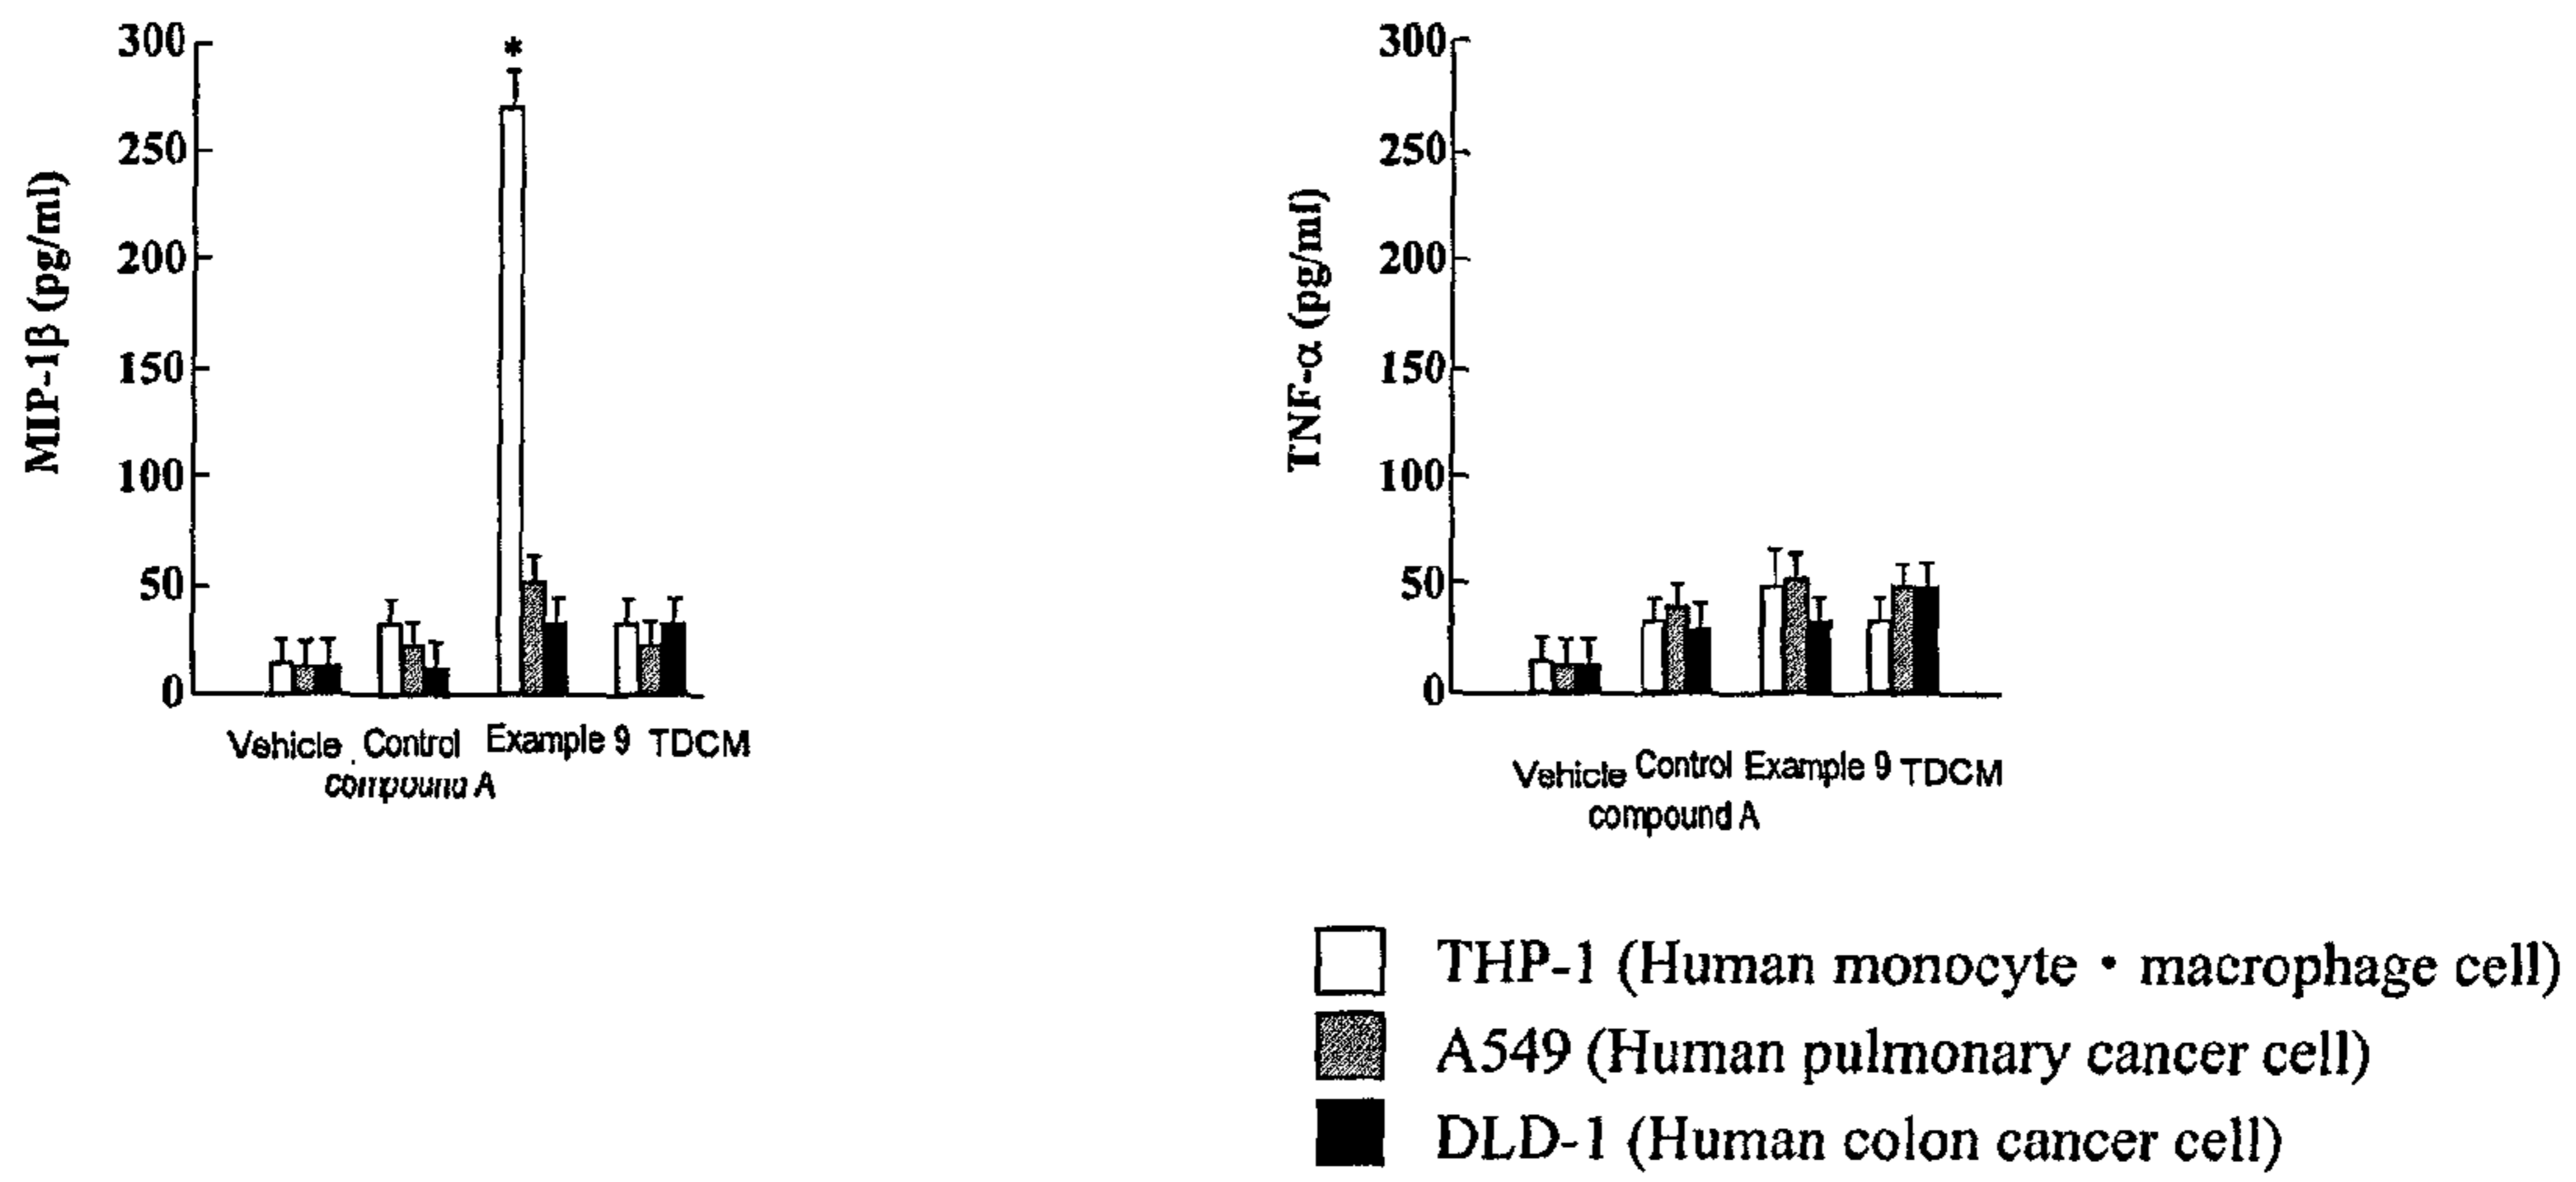 MIP-1β (pg/ml)
300
250
200
150
100
50
0
*
Vehicle Control Example 9 TDCM
compound A
TNF-α (pg/ml)
300
250
200
150
100
50
0
Vehicle Control Example 9 TDCM
compound A
THP-1 (Human monocyte・macrophage cell)
A549 (Human pulmonary cancer cell)
DLD-1 (Human colon cancer cell)